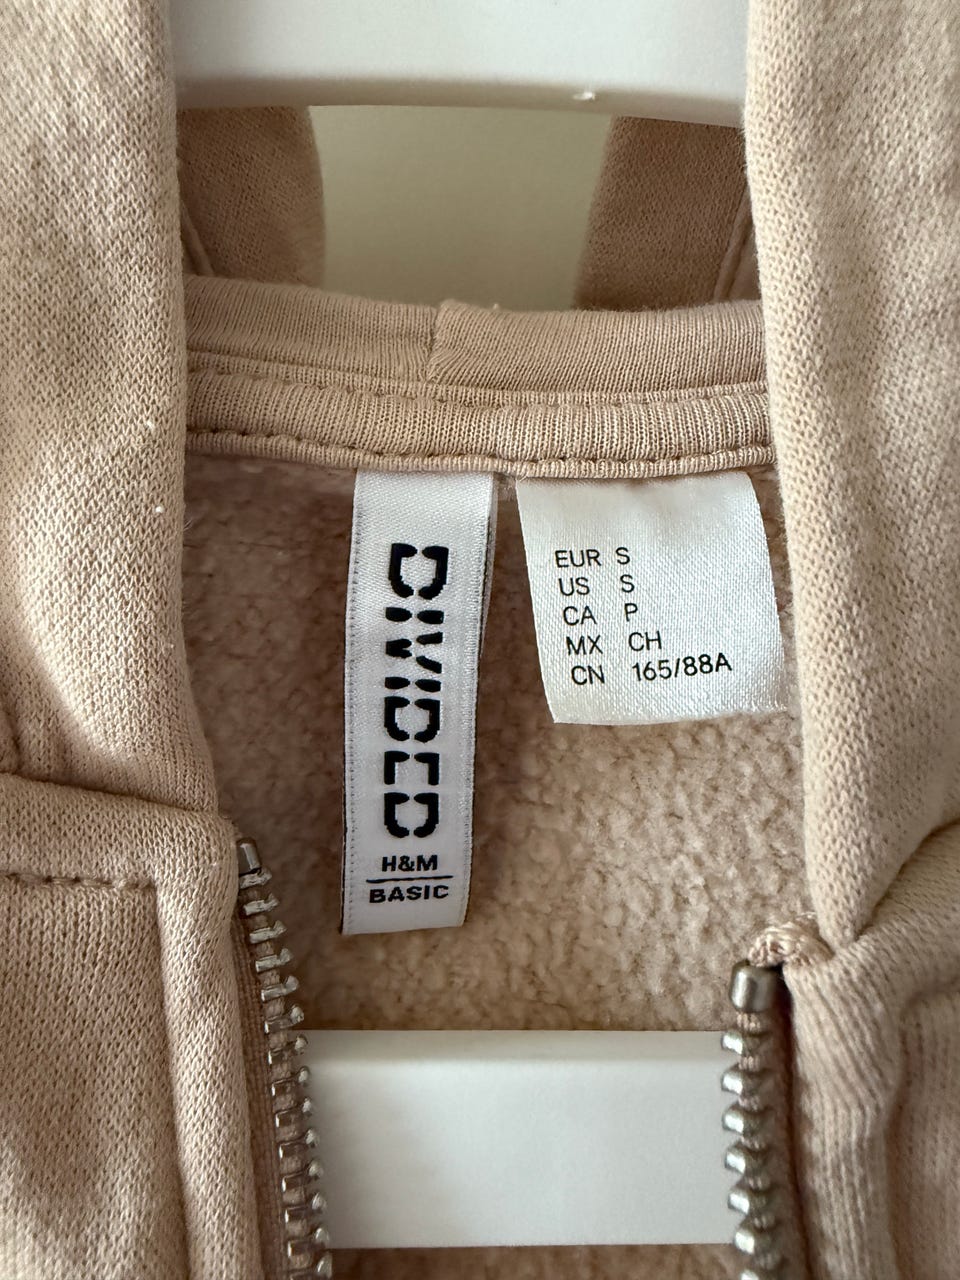 DIVIDED
H&M
BASIC
EUR S
US S
CA P
MX CH
CN 165/88A